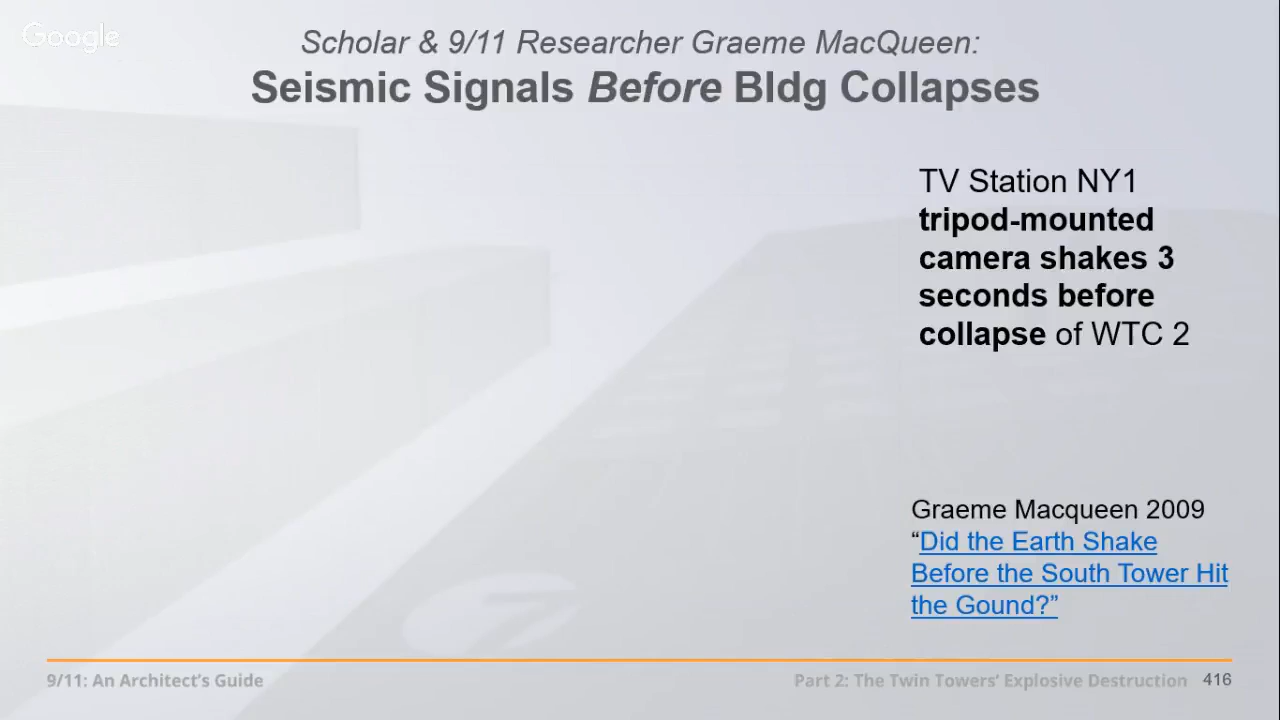 Google
Scholar & 9/11 Researcher Graeme MacQueen:
Seismic Signals Before Bldg Collapses
TV Station NY1
tripod-mounted
camera shakes 3
seconds before
collapse of WTC 2
Graeme Macqueen 2009
“Did the Earth Shake
Before the South Tower Hit
the Gound?”
9/11: An Architect’s Guide
Part 2: The Twin Towers’ Explosive Destruction 416